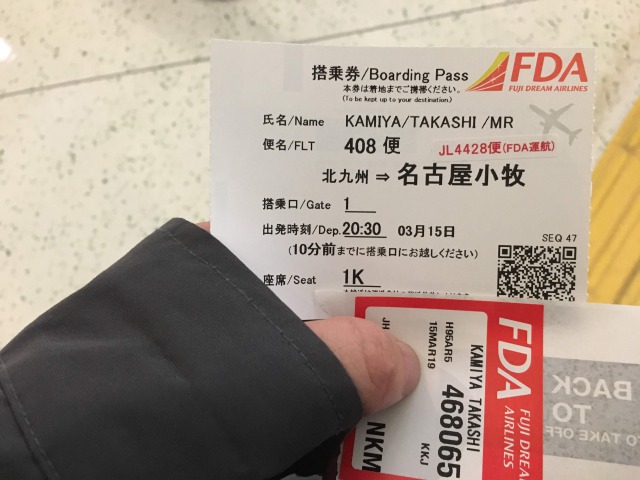 搭乗券/Boarding Pass
本券は着地までご携帯ください。
(To be kept up to your destination.)
FDA
FUJI DREAM AIRLINES
氏名/Name KAMIYA/TAKASHI /MR
便名/FLT 408 便 JL4428便(FDA運航)
北九州 ⇒ 名古屋小牧
搭乗口/Gate 1
出発時刻/Dep. 20:30 03月15日
(10分前までに搭乗口にお越しください)
SEQ 47
座席/Seat 1K
FDA
FUJI DREAM
AIRLINES
KAMIYA TAKASHI
468065
KKJ
H95AR5
15MAR19
JH
NKM
BACK
TO
TO TAKE OFF